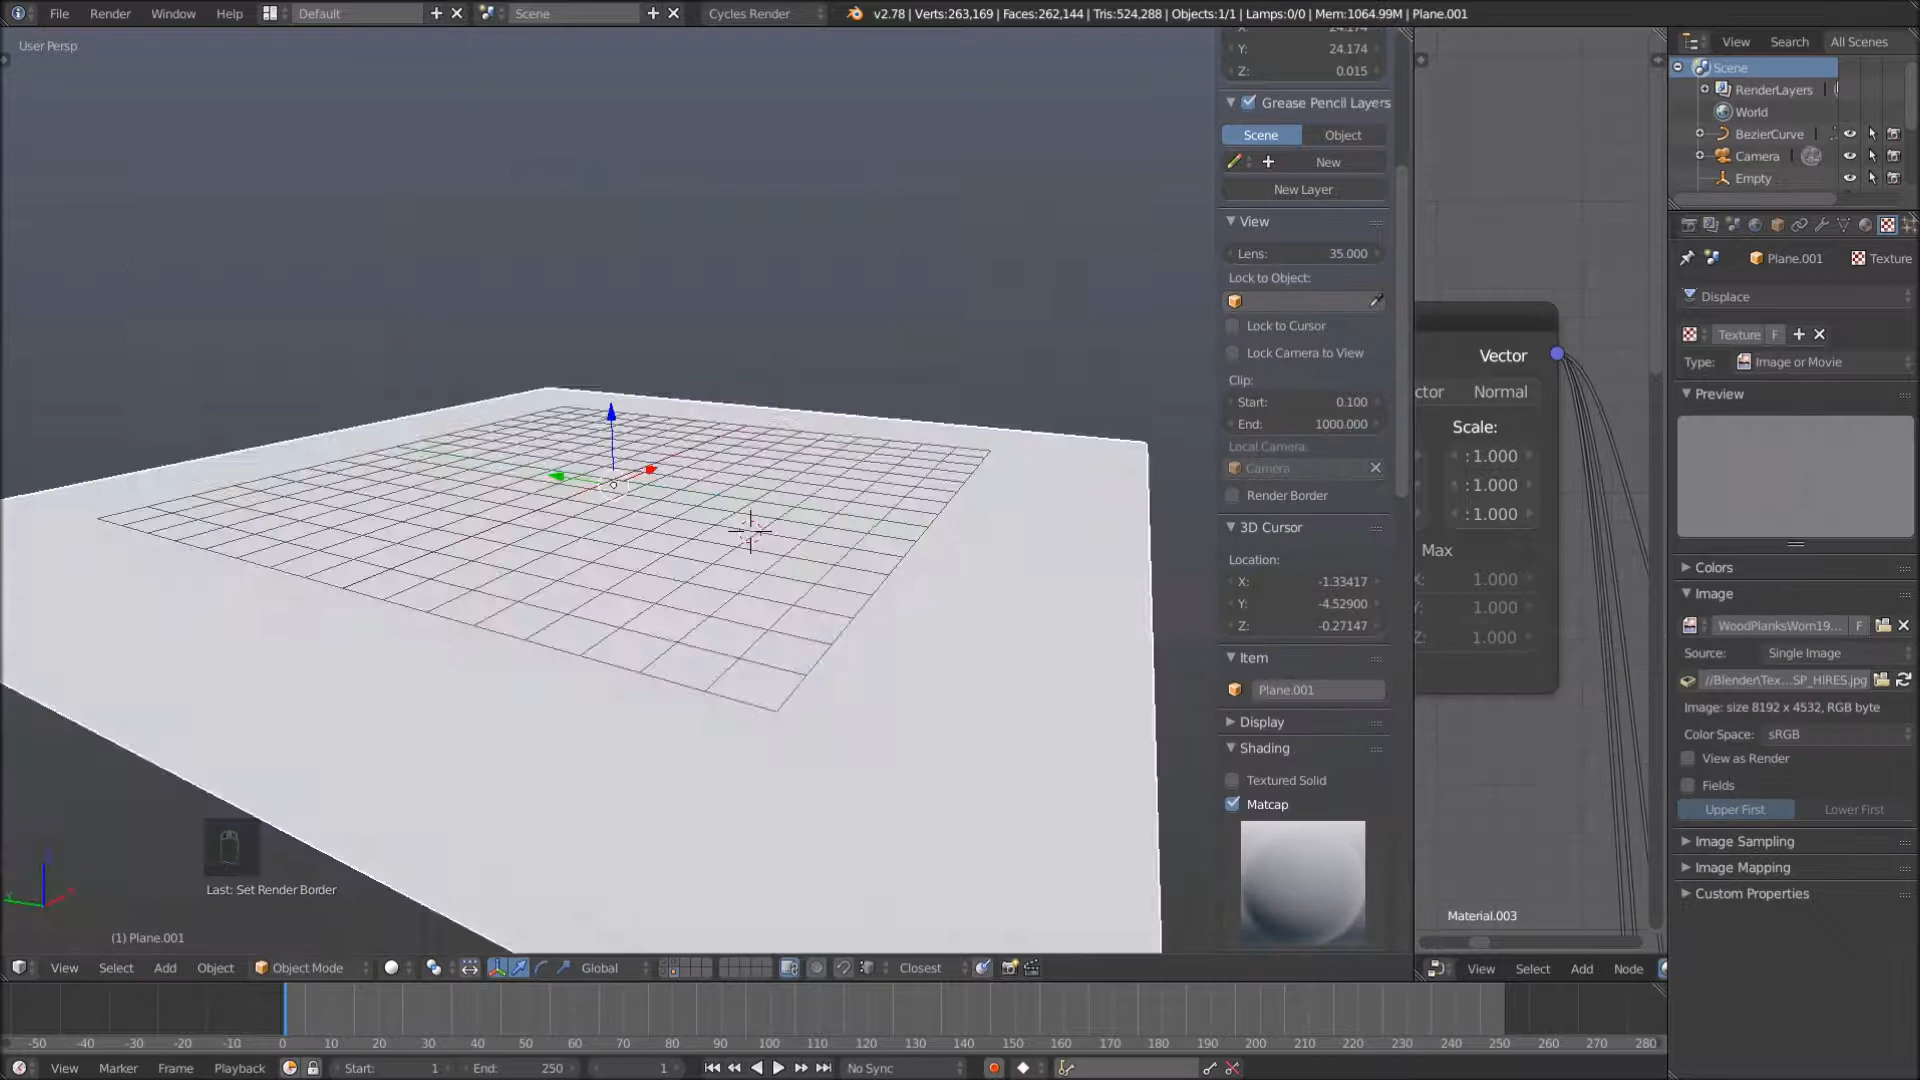 File Render Window Help Default Scene Cycles Render v2.78 | Verts:263,169 | Faces:262,144 | Tris:524,288 | Objects:1/1 | Lamps:0/0 | Mem:1064.99M | Plane.001
User Persp
Y: 24.174
Z: 0.015
Grease Pencil Layers
Scene Object
New
New Layer
View
Lens: 35.000
Lock to Object:
Lock to Cursor
Lock Camera to View
Clip:
Start: 0.100
End: 1000.000
Local Camera:
Camera
Render Border
3D Cursor
Location:
X: -1.33417
Y: -4.52900
Z: -0.27147
Item
Plane.001
Display
Shading
Textured Solid
Matcap
Vector
ctor Normal
Scale:
: 1.000
: 1.000
: 1.000
Max
X: 1.000
Y: 1.000
Z: 1.000
Material.003
View Search All Scenes
Scene
RenderLayers
World
BezierCurve
Camera
Empty
Plane.001 Texture
Displace
Texture F
Type: Image or Movie
Preview
Colors
Image
WoodPlanksWorn19... F
Source: Single Image
//Blender\Tex...SP_HIRES.jpg
Image: size 8192 x 4532, RGB byte
Color Space: sRGB
View as Render
Fields
Upper First Lower First
Image Sampling
Image Mapping
Custom Properties
Last: Set Render Border
(1) Plane.001
View Select Add Object Object Mode Global Closest
View Select Add Node
-50 -40 -30 -20 -10 0 10 20 30 40 50 60 70 80 90 100 110 120 130 140 150 160 170 180 190 200 210 220 230 240 250 260 270 280
View Marker Frame Playback Start: 1 End: 250 1 No Sync